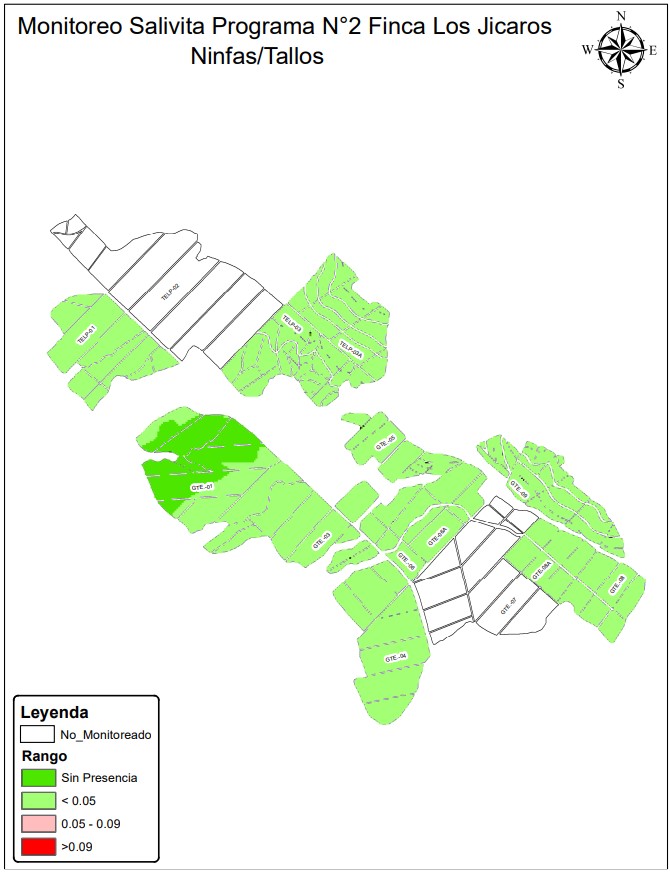 Monitoreo Salivita Programa N°2 Finca Los Jicaros
Ninfas/Tallos
N
W E
S
TELP-02
TELP-01
TELP-03
TELP-03A
GTE.-05
GTE.-01
GTE.-09
GTE.-03
GTE.-06A
GTE.-06
GTE-08A
GTE.-08
GTE.-07
GTE.-04
Leyenda
No_Monitoreado
Rango
Sin Presencia
< 0.05
0.05 - 0.09
>0.09